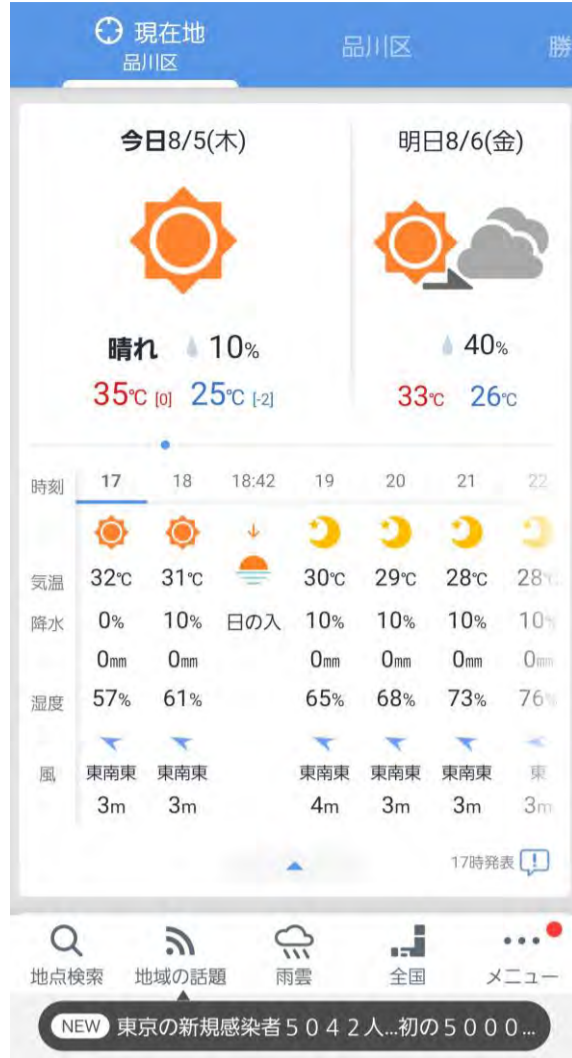 現在地
品川区
品川区
勝
今日8/5(木)
明日8/6(金)
晴れ 10%
40%
35℃ [0] 25℃ [-2]
33℃ 26℃
時刻 17 18 18:42 19 20 21 22
気温 32℃ 31℃ 30℃ 29℃ 28℃ 28℃
降水 0% 10% 日の入 10% 10% 10% 10%
0mm 0mm 0mm 0mm 0mm 0mm
湿度 57% 61% 65% 68% 73% 76%
風 東南東 東南東 東南東 東南東 東南東 東
3m 3m 4m 3m 3m 3m
17時発表
地点検索 地域の話題 雨雲 全国 メニュー
NEW 東京の新規感染者５０４２人...初の５０００...